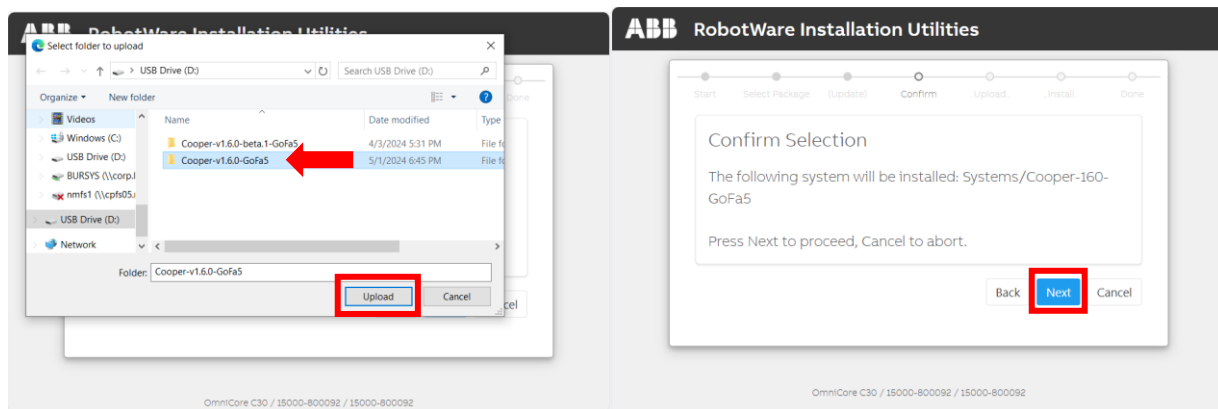 ABB RobotWare Installation Utilities
Select folder to upload
USB Drive (D:)
Search USB Drive (D:)
Organize
New folder
Videos
Windows (C:)
USB Drive (D:)
BURSYS (\\corp.l
nmfs1 (\\cpfs05.
USB Drive (D:)
Network
Name Date modified Type
Cooper-v1.6.0-beta.1-GoFa5 4/3/2024 5:31 PM File fo
Cooper-v1.6.0-GoFa5 5/1/2024 6:45 PM File fo
Folder: Cooper-v1.6.0-GoFa5
Upload Cancel
Done
cel
OmniCore C30 / 15000-800092 / 15000-800092
ABB RobotWare Installation Utilities
Start Select Package (Update) Confirm ..Upload.. ..Install.. Done
Confirm Selection
The following system will be installed: Systems/Cooper-160-
GoFa5
Press Next to proceed, Cancel to abort.
Back Next Cancel
OmniCore C30 / 15000-800092 / 15000-800092